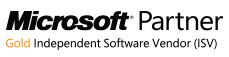 Microsoft® Partner
Gold Independent Software Vendor (ISV)